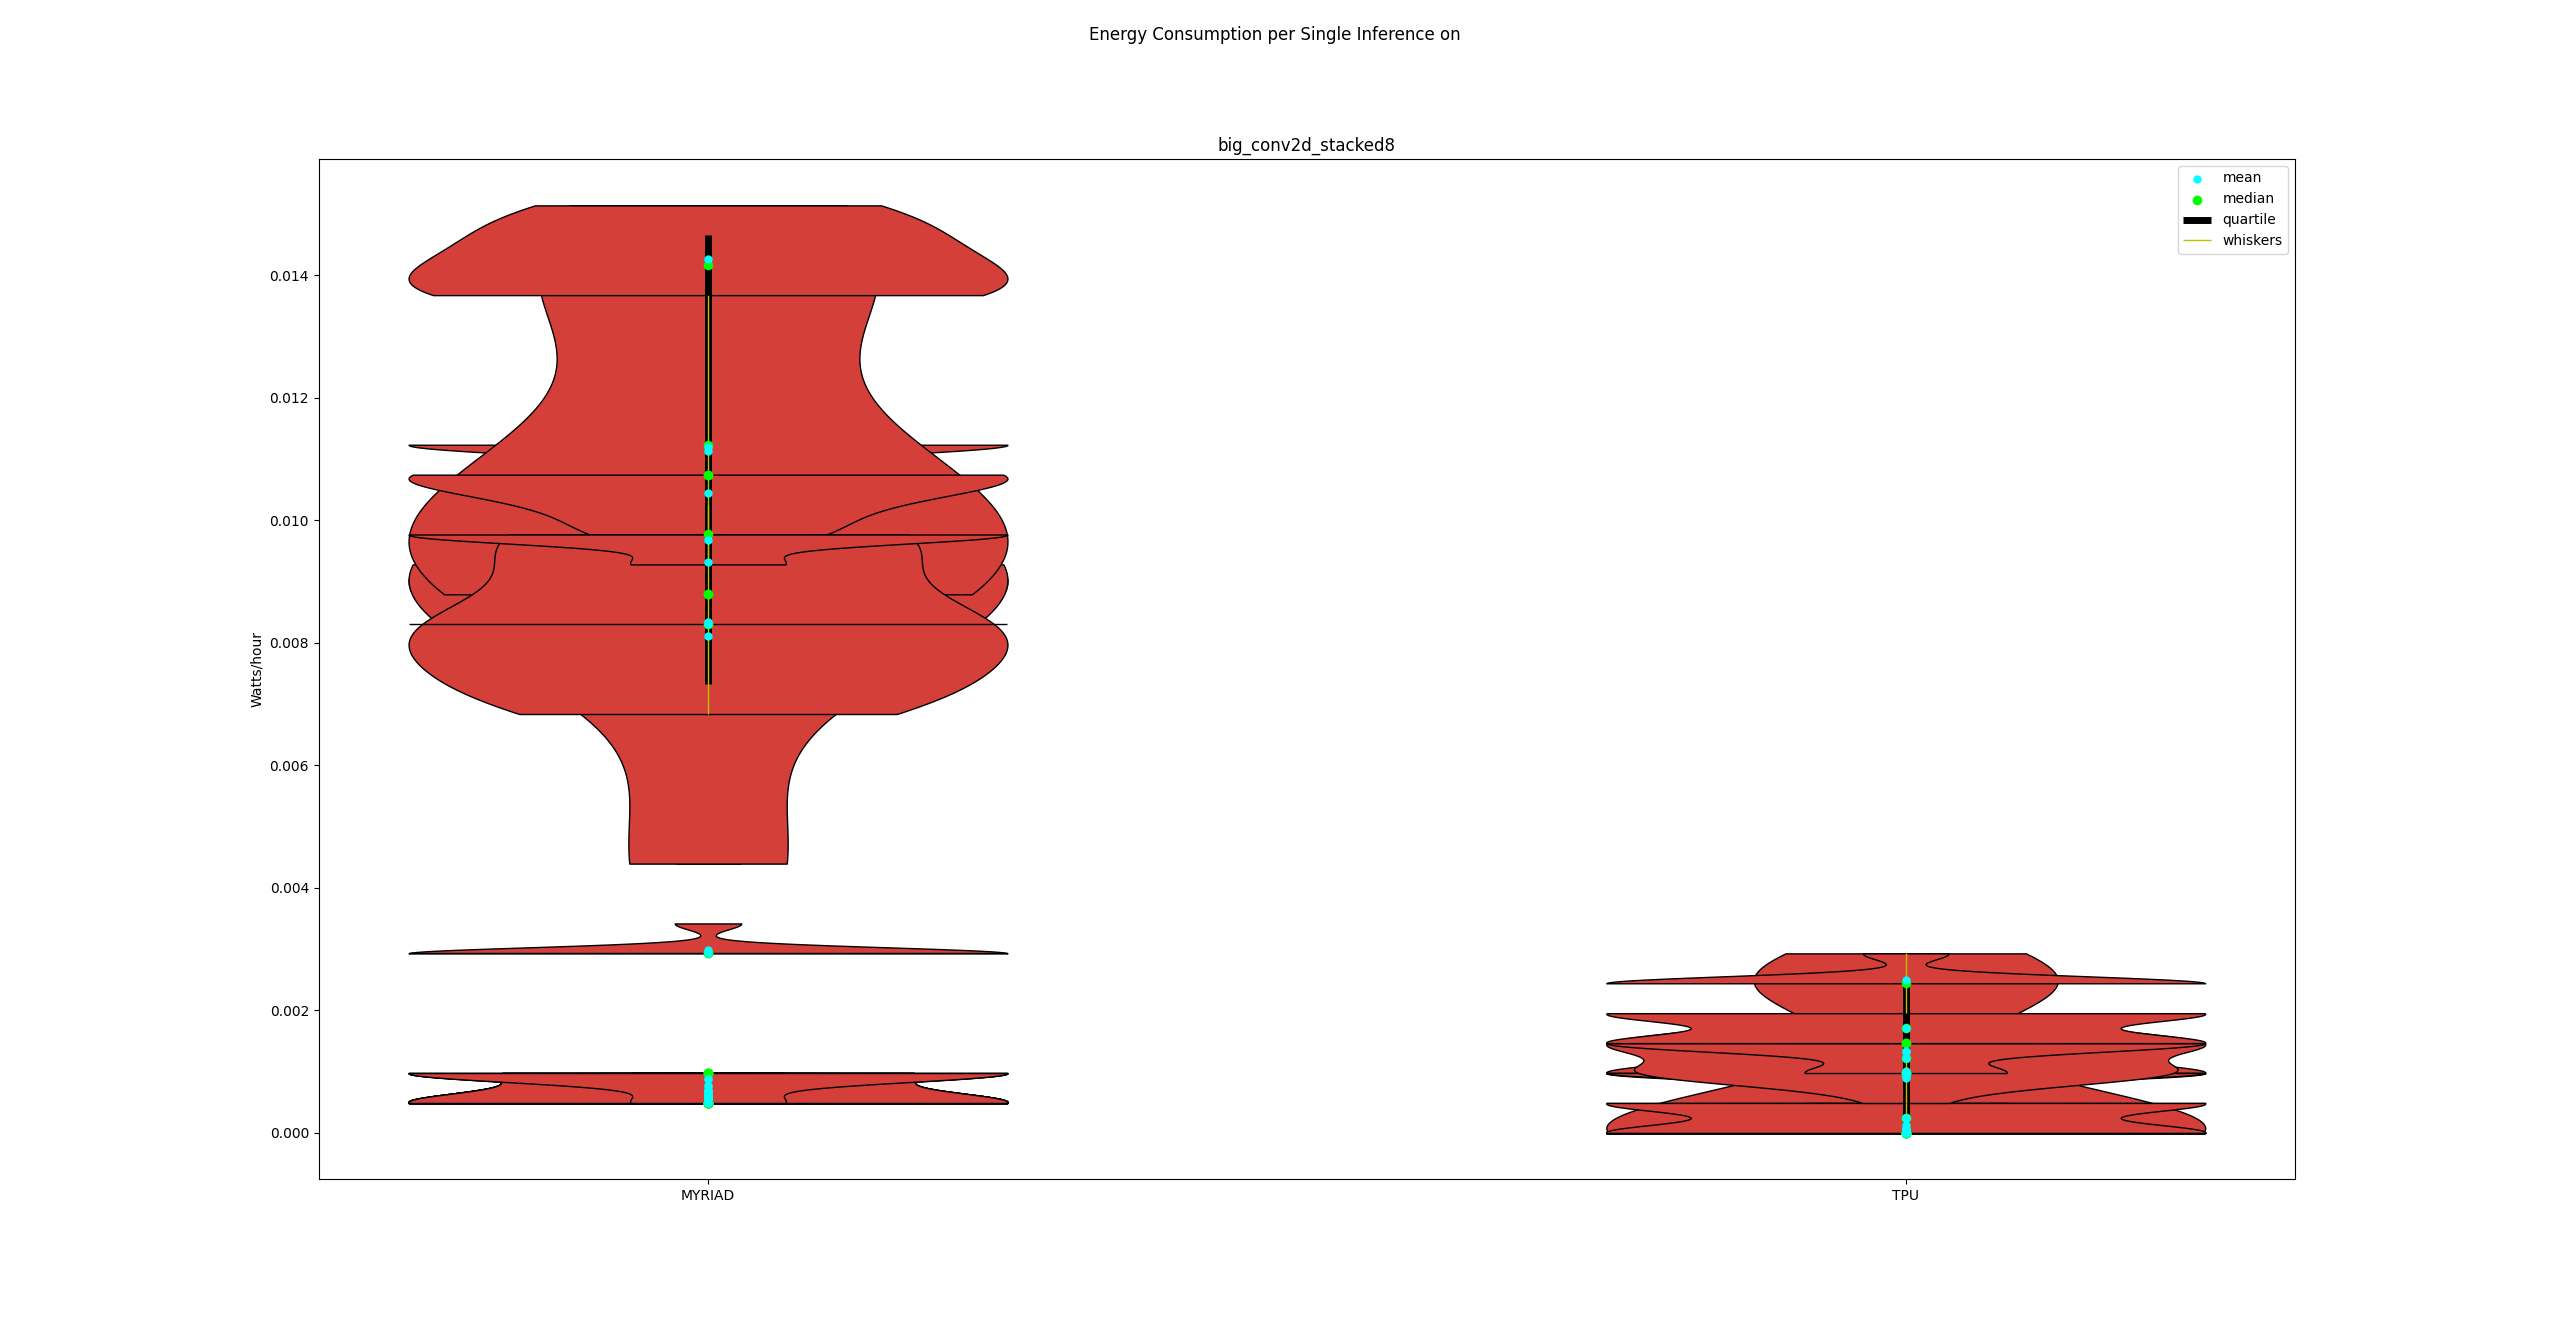 Energy Consumption per Single Inference on
big_conv2d_stacked8
mean
median
quartile
whiskers
0.014
0.012
0.010
0.008
0.006
0.004
0.002
0.000
Watts/hour
MYRIAD
TPU